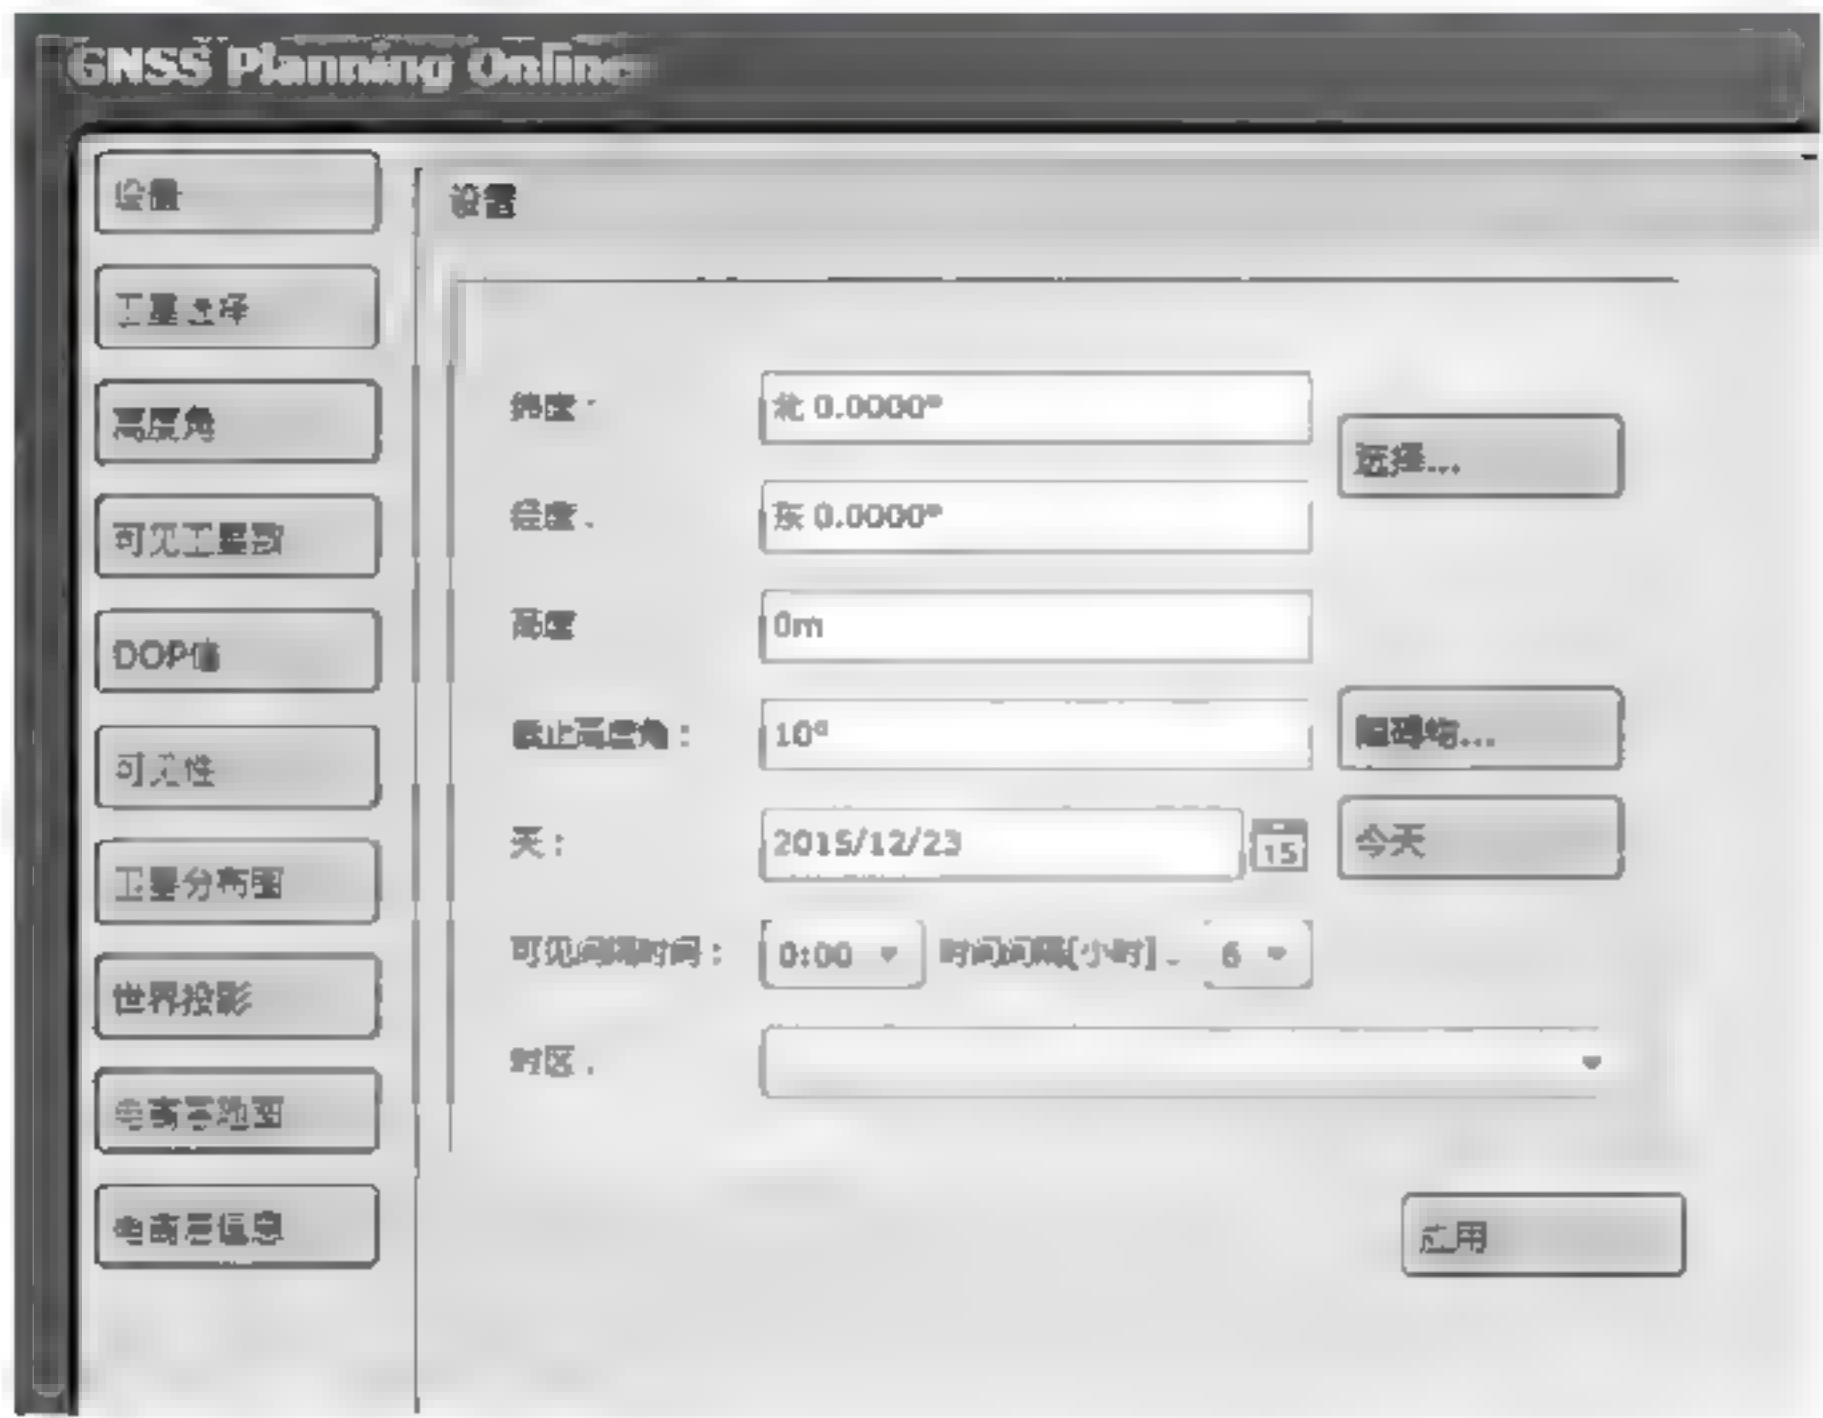 GNSS Planning Online
设置
卫星选择
高度角
可见卫星数
DOP值
可见性
卫星分布图
世界投影
电离层地图
电离层信息
设置
纬度: 北 0.0000° 选择...
经度: 东 0.0000°
高度 0m
截止高度角: 10° 障碍物...
天: 2015/12/23 15 今天
可见间隔时间: 0:00 时间间隔[小时]: 6
时区:
应用